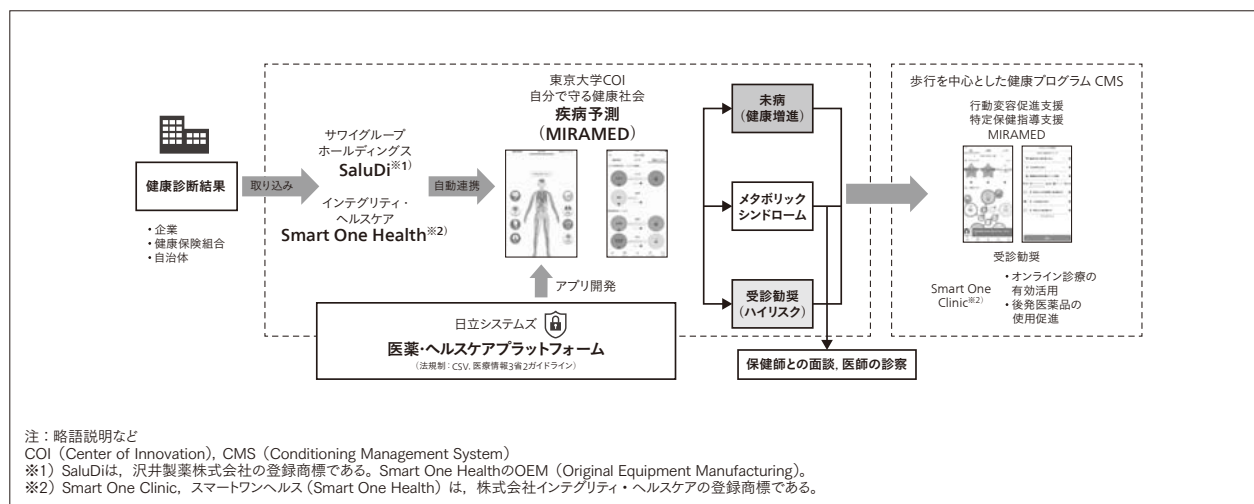 健康診断結果
・企業
・健康保険組合
・自治体
取り込み
サワイグループ
ホールディングス
SaluDi※1)
インテグリティ・
ヘルスケア
Smart One Health※2)
自動連携
東京大学COI
自分で守る健康社会
疾病予測
(MIRAMED)
アプリ開発
日立システムズ
医薬・ヘルスケアプラットフォーム
(法規制：CSV, 医療情報3省2ガイドライン)
未病
(健康増進)
メタボリック
シンドローム
受診勧奨
(ハイリスク)
保健師との面談, 医師の診察
歩行を中心とした健康プログラム CMS
行動変容促進支援
特定保健指導支援
MIRAMED
受診勧奨
Smart One
Clinic※2)
・オンライン診療の
有効活用
・後発医薬品の
使用促進
注：略語説明など
COI（Center of Innovation）, CMS（Conditioning Management System）
※1）SaluDiは，沢井製薬株式会社の登録商標である。Smart One HealthのOEM（Original Equipment Manufacturing）。
※2）Smart One Clinic，スマートワンヘルス（Smart One Health）は，株式会社インテグリティ・ヘルスケアの登録商標である。